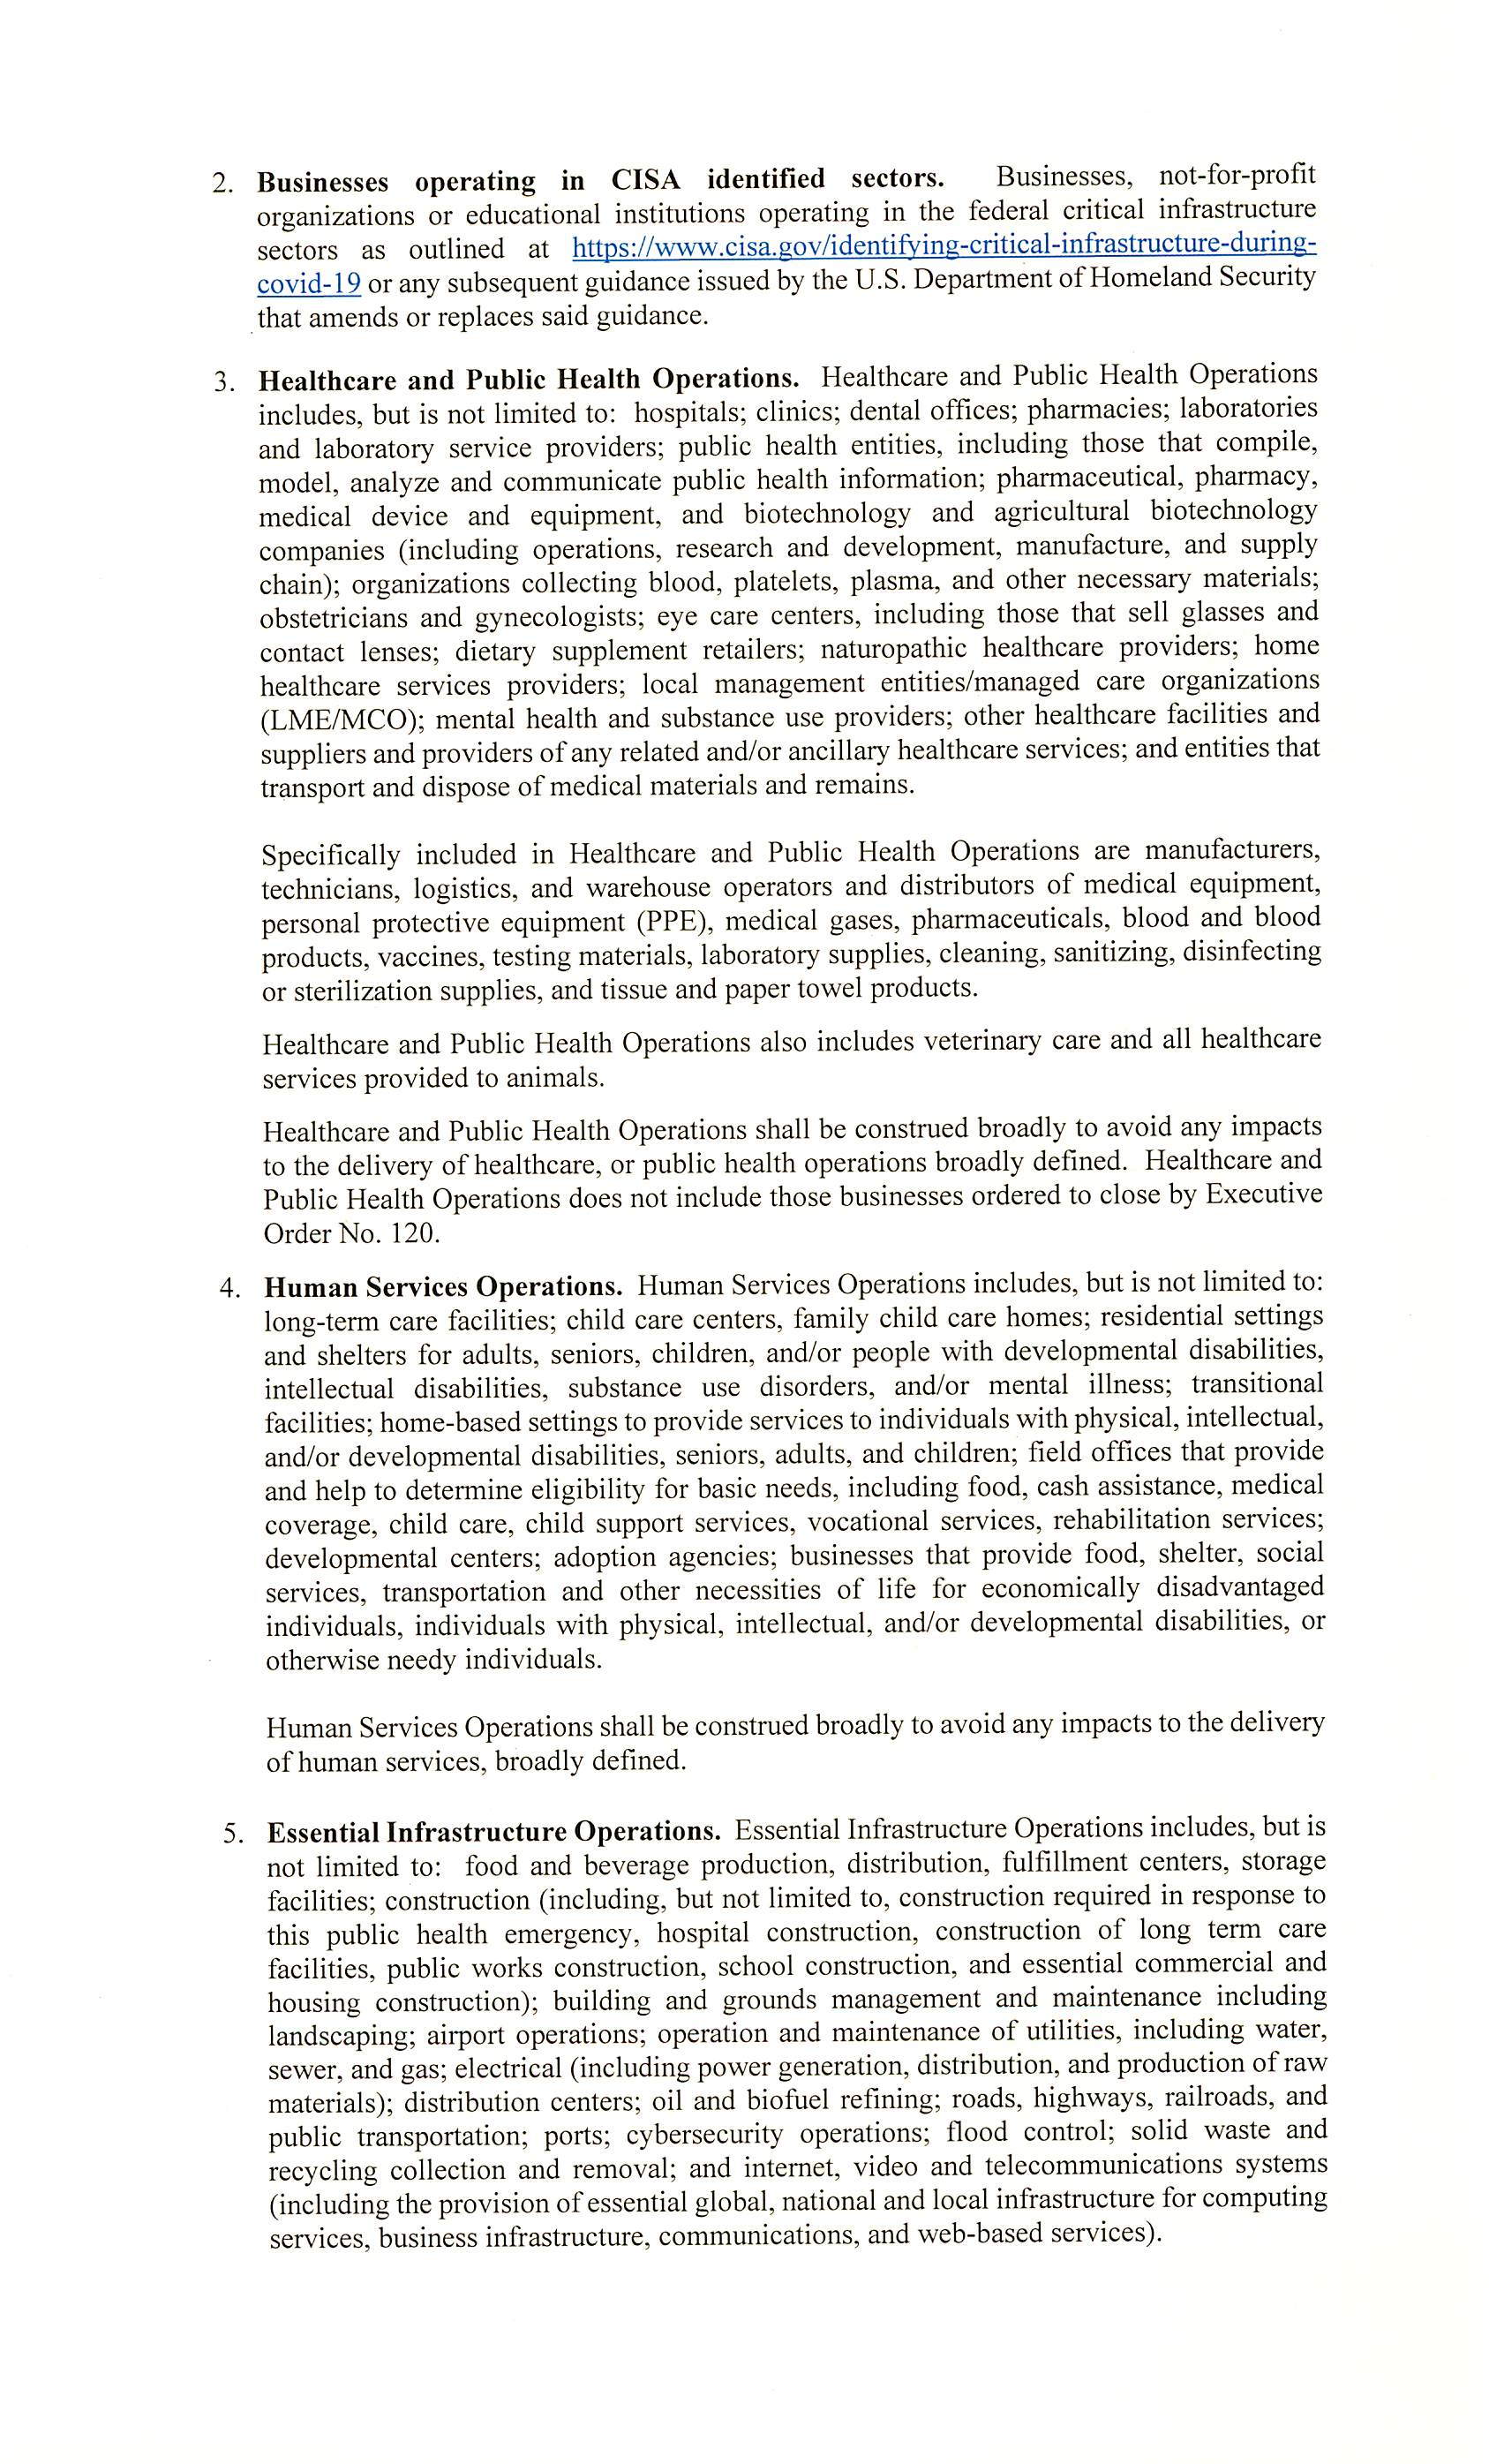 2. Businesses operating in CISA identified sectors. Businesses, not-for-profit
organizations or educational institutions operating in the federal critical infrastructure
sectors as outlined at https://www.cisa.gov/identifying-critical-infrastructure-during-
covid-19 or any subsequent guidance issued by the U.S. Department of Homeland Security
that amends or replaces said guidance.
3. Healthcare and Public Health Operations. Healthcare and Public Health Operations
includes, but is not limited to: hospitals; clinics; dental offices; pharmacies; laboratories
and laboratory service providers; public health entities, including those that compile,
model, analyze and communicate public health information; pharmaceutical, pharmacy,
medical device and equipment, and biotechnology and agricultural biotechnology
companies (including operations, research and development, manufacture, and supply
chain); organizations collecting blood, platelets, plasma, and other necessary materials;
obstetricians and gynecologists; eye care centers, including those that sell glasses and
contact lenses; dietary supplement retailers; naturopathic healthcare providers; home
healthcare services providers; local management entities/managed care organizations
(LME/MCO); mental health and substance use providers; other healthcare facilities and
suppliers and providers of any related and/or ancillary healthcare services; and entities that
transport and dispose of medical materials and remains.
Specifically included in Healthcare and Public Health Operations are manufacturers,
technicians, logistics, and warehouse operators and distributors of medical equipment,
personal protective equipment (PPE), medical gases, pharmaceuticals, blood and blood
products, vaccines, testing materials, laboratory supplies, cleaning, sanitizing, disinfecting
or sterilization supplies, and tissue and paper towel products.
Healthcare and Public Health Operations also includes veterinary care and all healthcare
services provided to animals.
Healthcare and Public Health Operations shall be construed broadly to avoid any impacts
to the delivery of healthcare, or public health operations broadly defined. Healthcare and
Public Health Operations does not include those businesses ordered to close by Executive
Order No. 120.
4. Human Services Operations. Human Services Operations includes, but is not limited to:
long-term care facilities; child care centers, family child care homes; residential settings
and shelters for adults, seniors, children, and/or people with developmental disabilities,
intellectual disabilities, substance use disorders, and/or mental illness; transitional
facilities; home-based settings to provide services to individuals with physical, intellectual,
and/or developmental disabilities, seniors, adults, and children; field offices that provide
and help to determine eligibility for basic needs, including food, cash assistance, medical
coverage, child care, child support services, vocational services, rehabilitation services;
developmental centers; adoption agencies; businesses that provide food, shelter, social
services, transportation and other necessities of life for economically disadvantaged
individuals, individuals with physical, intellectual, and/or developmental disabilities, or
otherwise needy individuals.
Human Services Operations shall be construed broadly to avoid any impacts to the delivery
of human services, broadly defined.
5. Essential Infrastructure Operations. Essential Infrastructure Operations includes, but is
not limited to: food and beverage production, distribution, fulfillment centers, storage
facilities; construction (including, but not limited to, construction required in response to
this public health emergency, hospital construction, construction of long term care
facilities, public works construction, school construction, and essential commercial and
housing construction); building and grounds management and maintenance including
landscaping; airport operations; operation and maintenance of utilities, including water,
sewer, and gas; electrical (including power generation, distribution, and production of raw
materials); distribution centers; oil and biofuel refining; roads, highways, railroads, and
public transportation; ports; cybersecurity operations; flood control; solid waste and
recycling collection and removal; and internet, video and telecommunications systems
(including the provision of essential global, national and local infrastructure for computing
services, business infrastructure, communications, and web-based services).